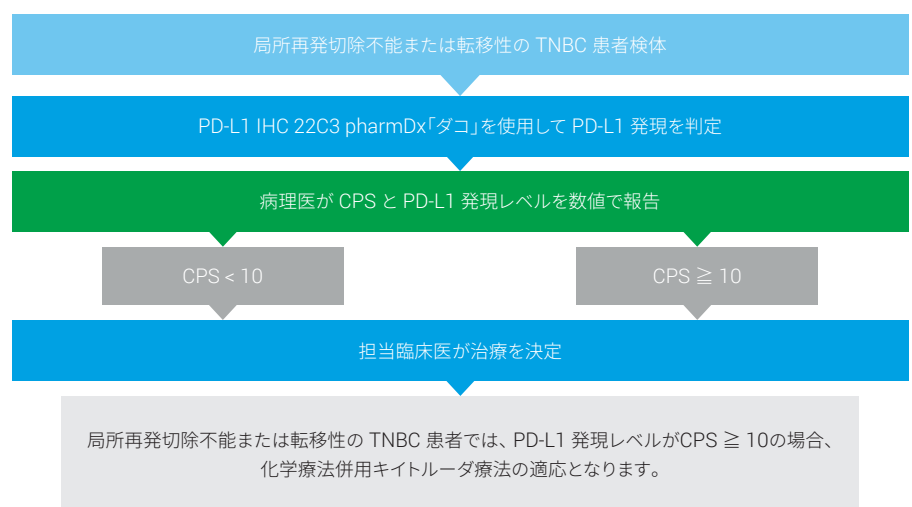 局所再発切除不能または転移性の TNBC 患者検体
PD-L1 IHC 22C3 pharmDx「ダコ」を使用して PD-L1 発現を判定
病理医が CPS と PD-L1 発現レベルを数値で報告
CPS < 10
CPS ≧ 10
担当臨床医が治療を決定
局所再発切除不能または転移性の TNBC 患者では、PD-L1 発現レベルがCPS ≧ 10の場合、
化学療法併用キイトルーダ療法の適応となります。